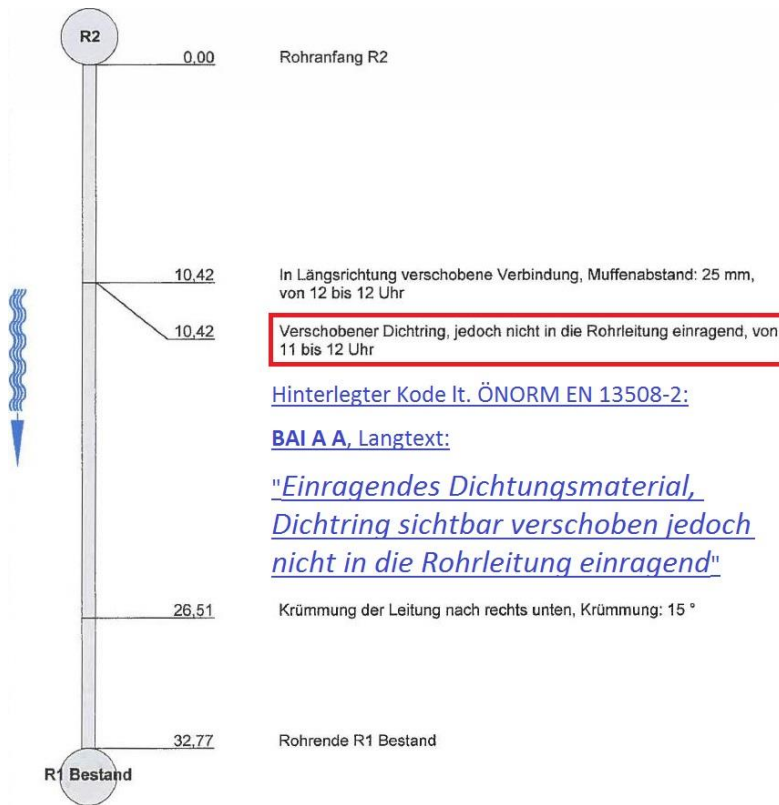 R2
0,00 Rohranfang R2
10,42 In Längsrichtung verschobene Verbindung, Muffenabstand: 25 mm,
von 12 bis 12 Uhr
10,42 Verschobener Dichtring, jedoch nicht in die Rohrleitung einragend, von
11 bis 12 Uhr
Hinterlegter Kode lt. ÖNORM EN 13508-2:
BAI A A, Langtext:
"Einragendes Dichtungsmaterial,
Dichtring sichtbar verschoben jedoch
nicht in die Rohrleitung einragend"
26,51 Krümmung der Leitung nach rechts unten, Krümmung: 15 °
32,77 Rohrende R1 Bestand
R1 Bestand